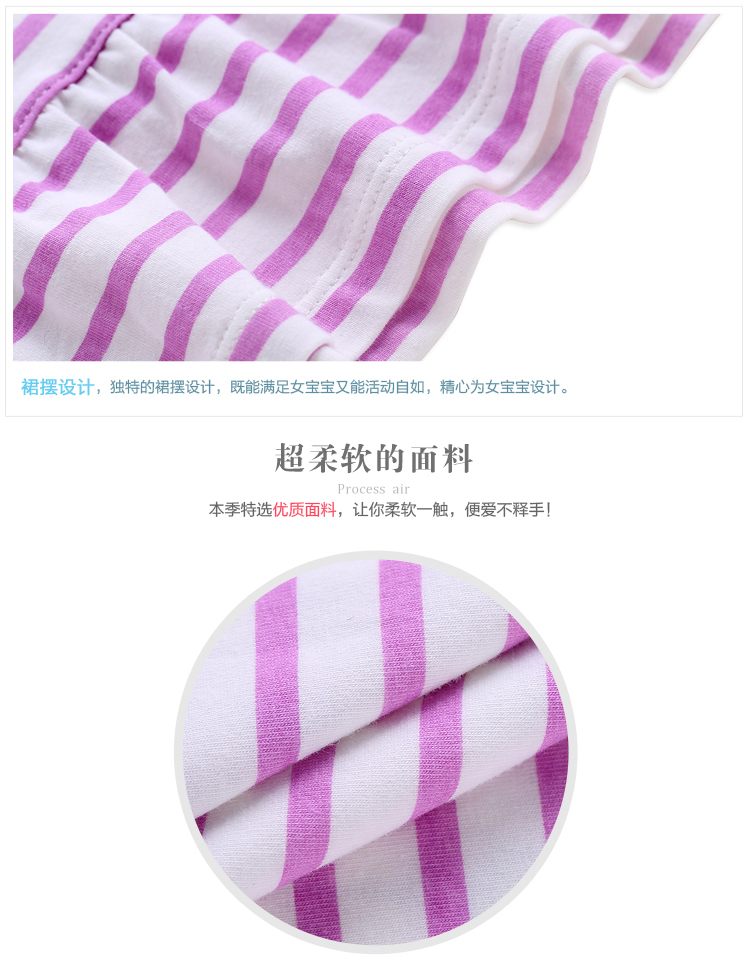 裙摆设计，独特的裙摆设计，既能满足女宝宝又能活动自如，精心为女宝宝设计。
超柔软的面料
Process air
本季特选优质面料，让你柔软一触，便爱不释手！